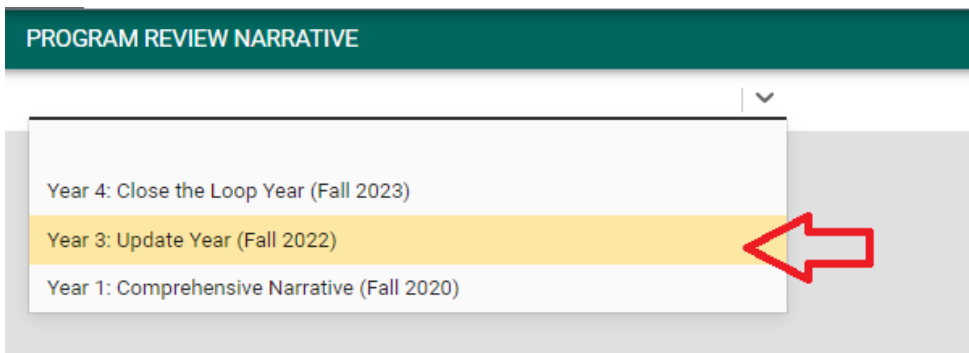 PROGRAM REVIEW NARRATIVE
Year 4: Close the Loop Year (Fall 2023)
Year 3: Update Year (Fall 2022)
Year 1: Comprehensive Narrative (Fall 2020)